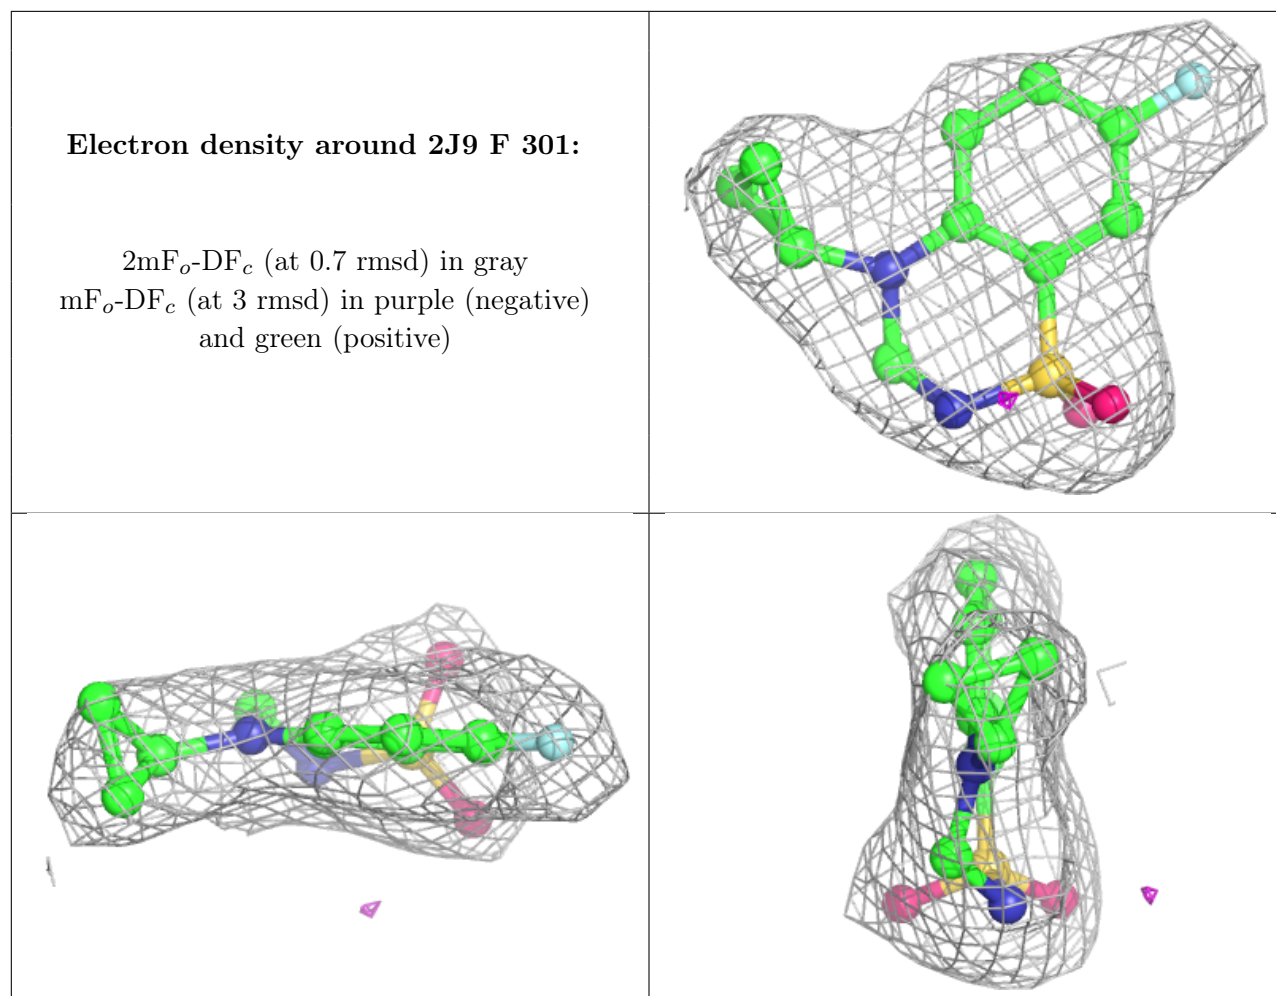 Electron density around 2J9 F 301:
2mFo-DFc (at 0.7 rmsd) in gray
mFo-DFc (at 3 rmsd) in purple (negative)
and green (positive)